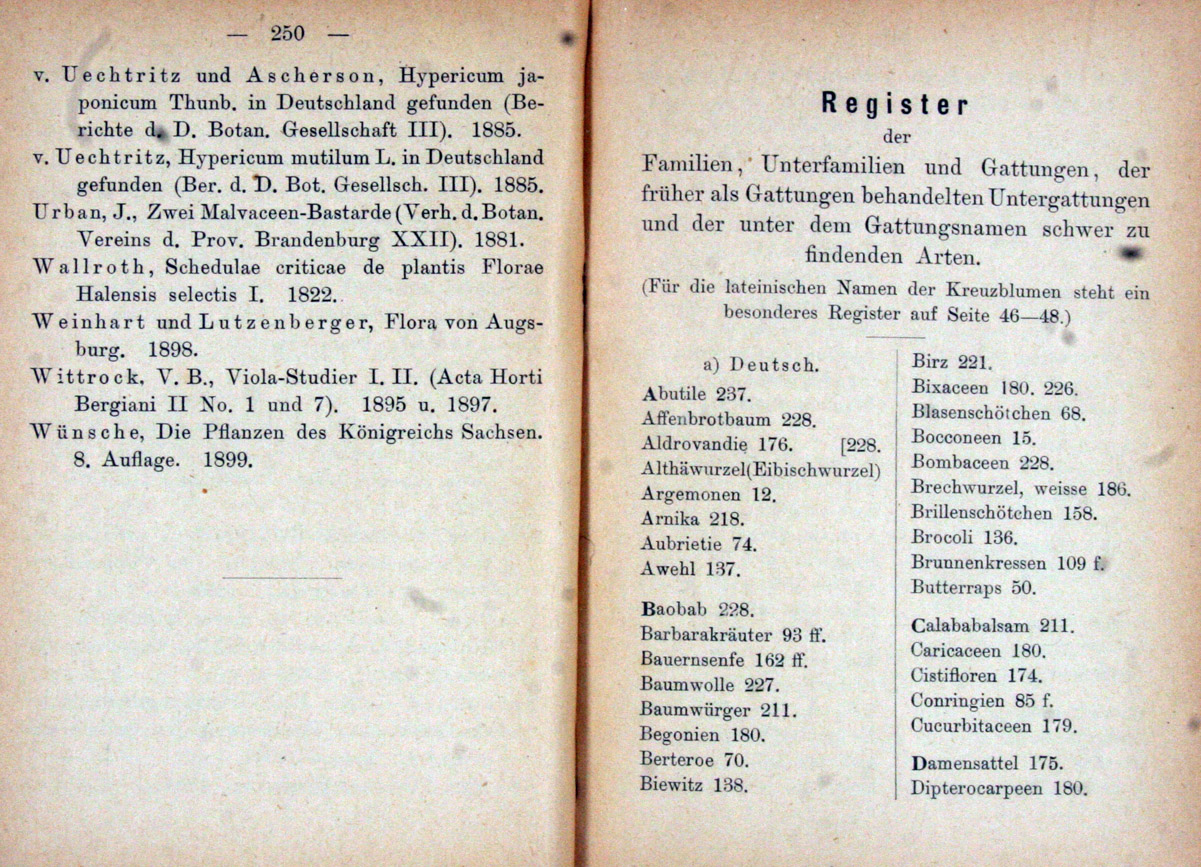 — 250 —
v. Uechtritz und Ascherson, Hypericum ja-
ponicum Thunb. in Deutschland gefunden (Be-
richte d. D. Botan. Gesellschaft III). 1885.
v. Uechtritz, Hypericum mutilum L. in Deutschland
gefunden (Ber. d. D. Bot. Gesellsch. III). 1885.
Urban, J., Zwei Malvaceen-Bastarde (Verh. d. Botan.
Vereins d. Prov. Brandenburg XXII). 1881.
Wallroth, Schedulae criticae de plantis Florae
Halensis selectis I. 1822.
Weinhart und Lutzenberger, Flora von Augs-
burg. 1898.
Wittrock, V. B., Viola-Studier I. II. (Acta Horti
Bergiani II No. 1 und 7). 1895 u. 1897.
Wünsche, Die Pflanzen des Königreichs Sachsen.
8. Auflage. 1899.
Register
der
Familien, Unterfamilien und Gattungen, der
früher als Gattungen behandelten Untergattungen
und der unter dem Gattungsnamen schwer zu
findenden Arten.
(Für die lateinischen Namen der Kreuzblumen steht ein
besonderes Register auf Seite 46—48.)
a) Deutsch.
Abutile 237.
Affenbrotbaum 228.
Aldrovandie 176. [228.
Althäwurzel(Eibischwurzel)
Argemonen 12.
Arnika 218.
Aubrietie 74.
Awehl 137.
Baobab 228.
Barbarakräuter 93 ff.
Bauernsenfe 162 ff.
Baumwolle 227.
Baumwürger 211.
Begonien 180.
Berteroe 70.
Biewitz 138.
Birz 221.
Bixaceen 180. 226.
Blasenschötchen 68.
Bocconeen 15.
Bombaceen 228.
Brechwurzel, weisse 186.
Brillenschötchen 158.
Brocoli 136.
Brunnenkressen 109 f.
Butterraps 50.
Calababalsam 211.
Caricaceen 180.
Cistifloren 174.
Conringien 85 f.
Cucurbitaceen 179.
Damensattel 175.
Dipterocarpeen 180.